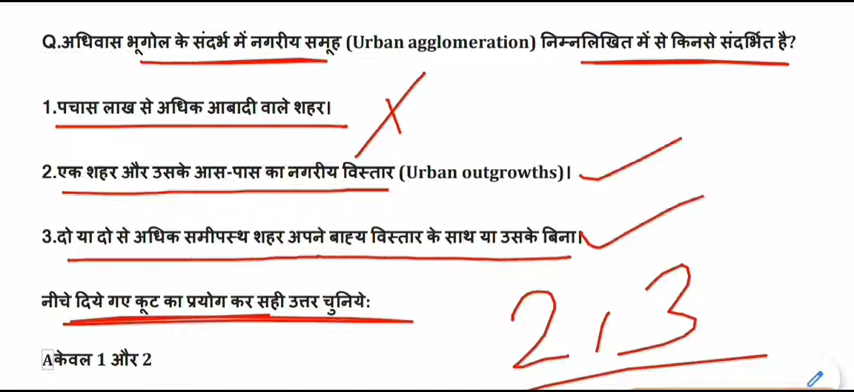 Q.अधिवास भूगोल के संदर्भ में नगरीय समूह (Urban agglomeration) निम्नलिखित में से किनसे संदर्भित है?
1.पचास लाख से अधिक आबादी वाले शहर।
2.एक शहर और उसके आस-पास का नगरीय विस्तार (Urban outgrowths)।
3.दो या दो से अधिक समीपस्थ शहर अपने बाह्य विस्तार के साथ या उसके बिना।
नीचे दिये गए कूट का प्रयोग कर सही उत्तर चुनिये:
2,3
Aकेवल 1 और 2